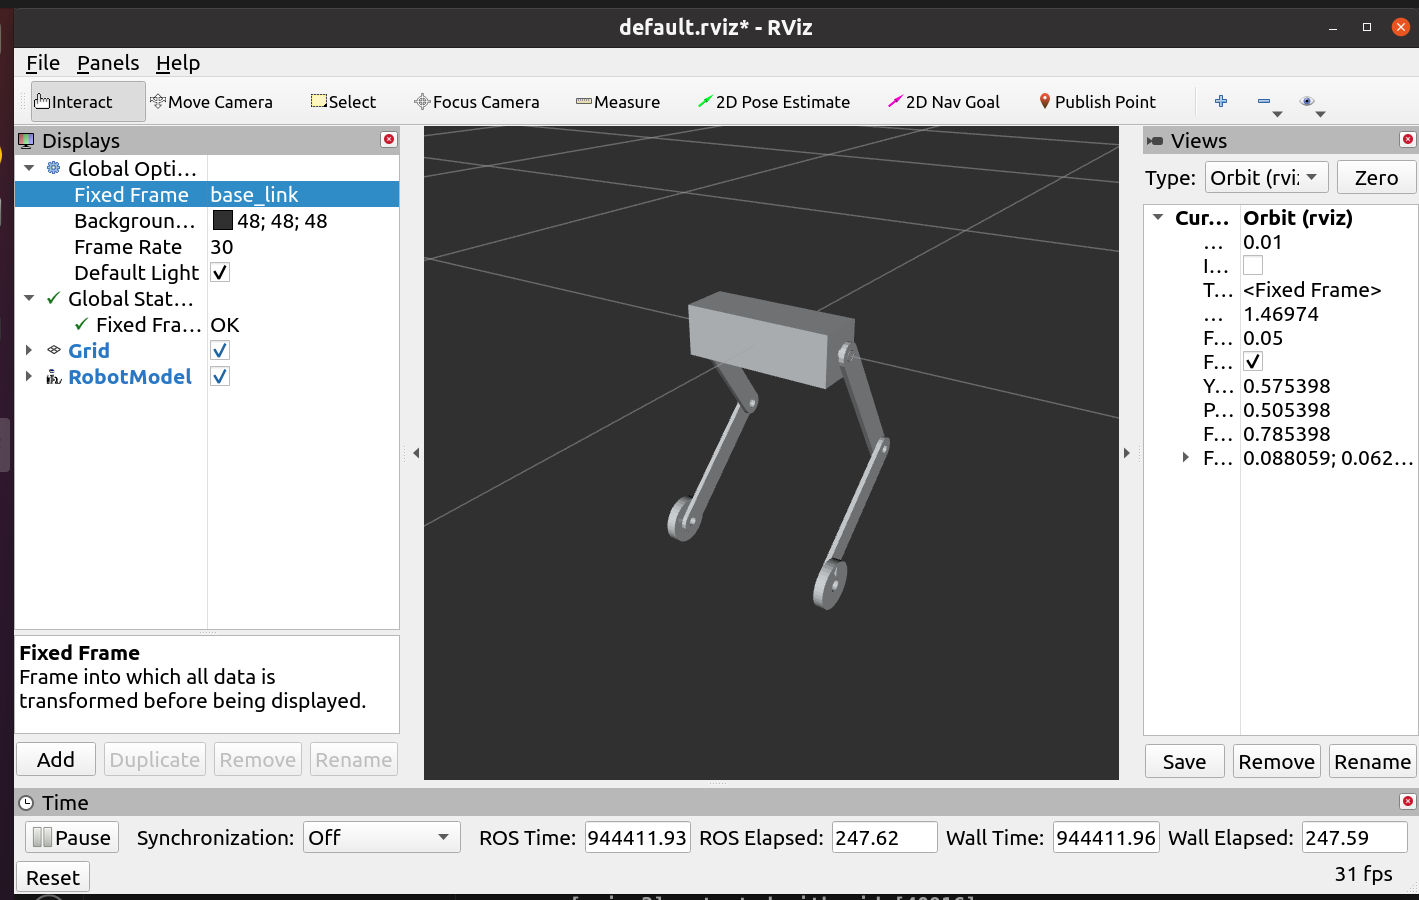 default.rviz* - RViz
File Panels Help
Interact Move Camera Select Focus Camera Measure 2D Pose Estimate 2D Nav Goal Publish Point
Displays
Global Opti...
Fixed Frame base_link
Backgroun... 48; 48; 48
Frame Rate 30
Default Light
Global Stat...
Fixed Fra... OK
Grid
RobotModel
Fixed Frame
Frame into which all data is
transformed before being displayed.
Add Duplicate Remove Rename
Views
Type: Orbit (rvi: Zero
Cur... Orbit (rviz)
... 0.01
I...
T... <Fixed Frame>
... 1.46974
F... 0.05
F...
Y... 0.575398
P... 0.505398
F... 0.785398
F... 0.088059; 0.062...
Save Remove Rename
Time
Pause Synchronization: Off ROS Time: 944411.93 ROS Elapsed: 247.62 Wall Time: 944411.96 Wall Elapsed: 247.59
Reset 31 fps